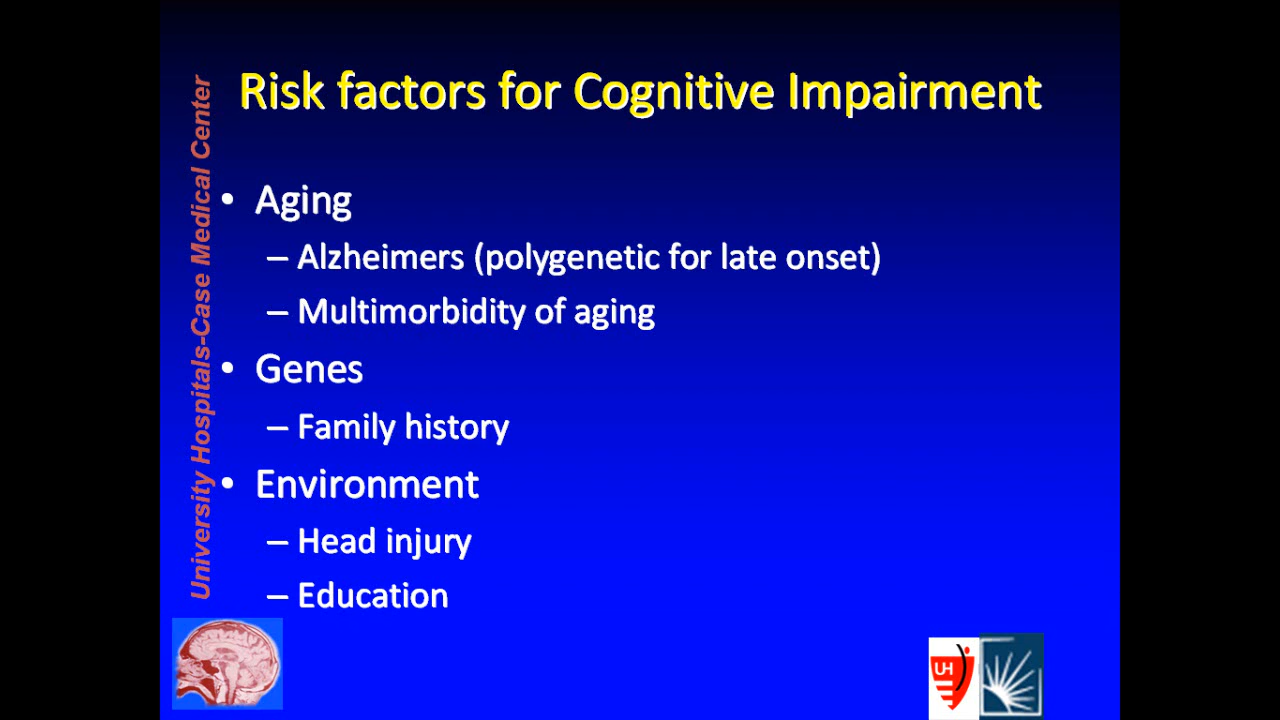 Risk factors for Cognitive Impairment
University Hospitals-Case Medical Center
• Aging
– Alzheimers (polygenetic for late onset)
– Multimorbidity of aging
• Genes
– Family history
• Environment
– Head injury
– Education
UH